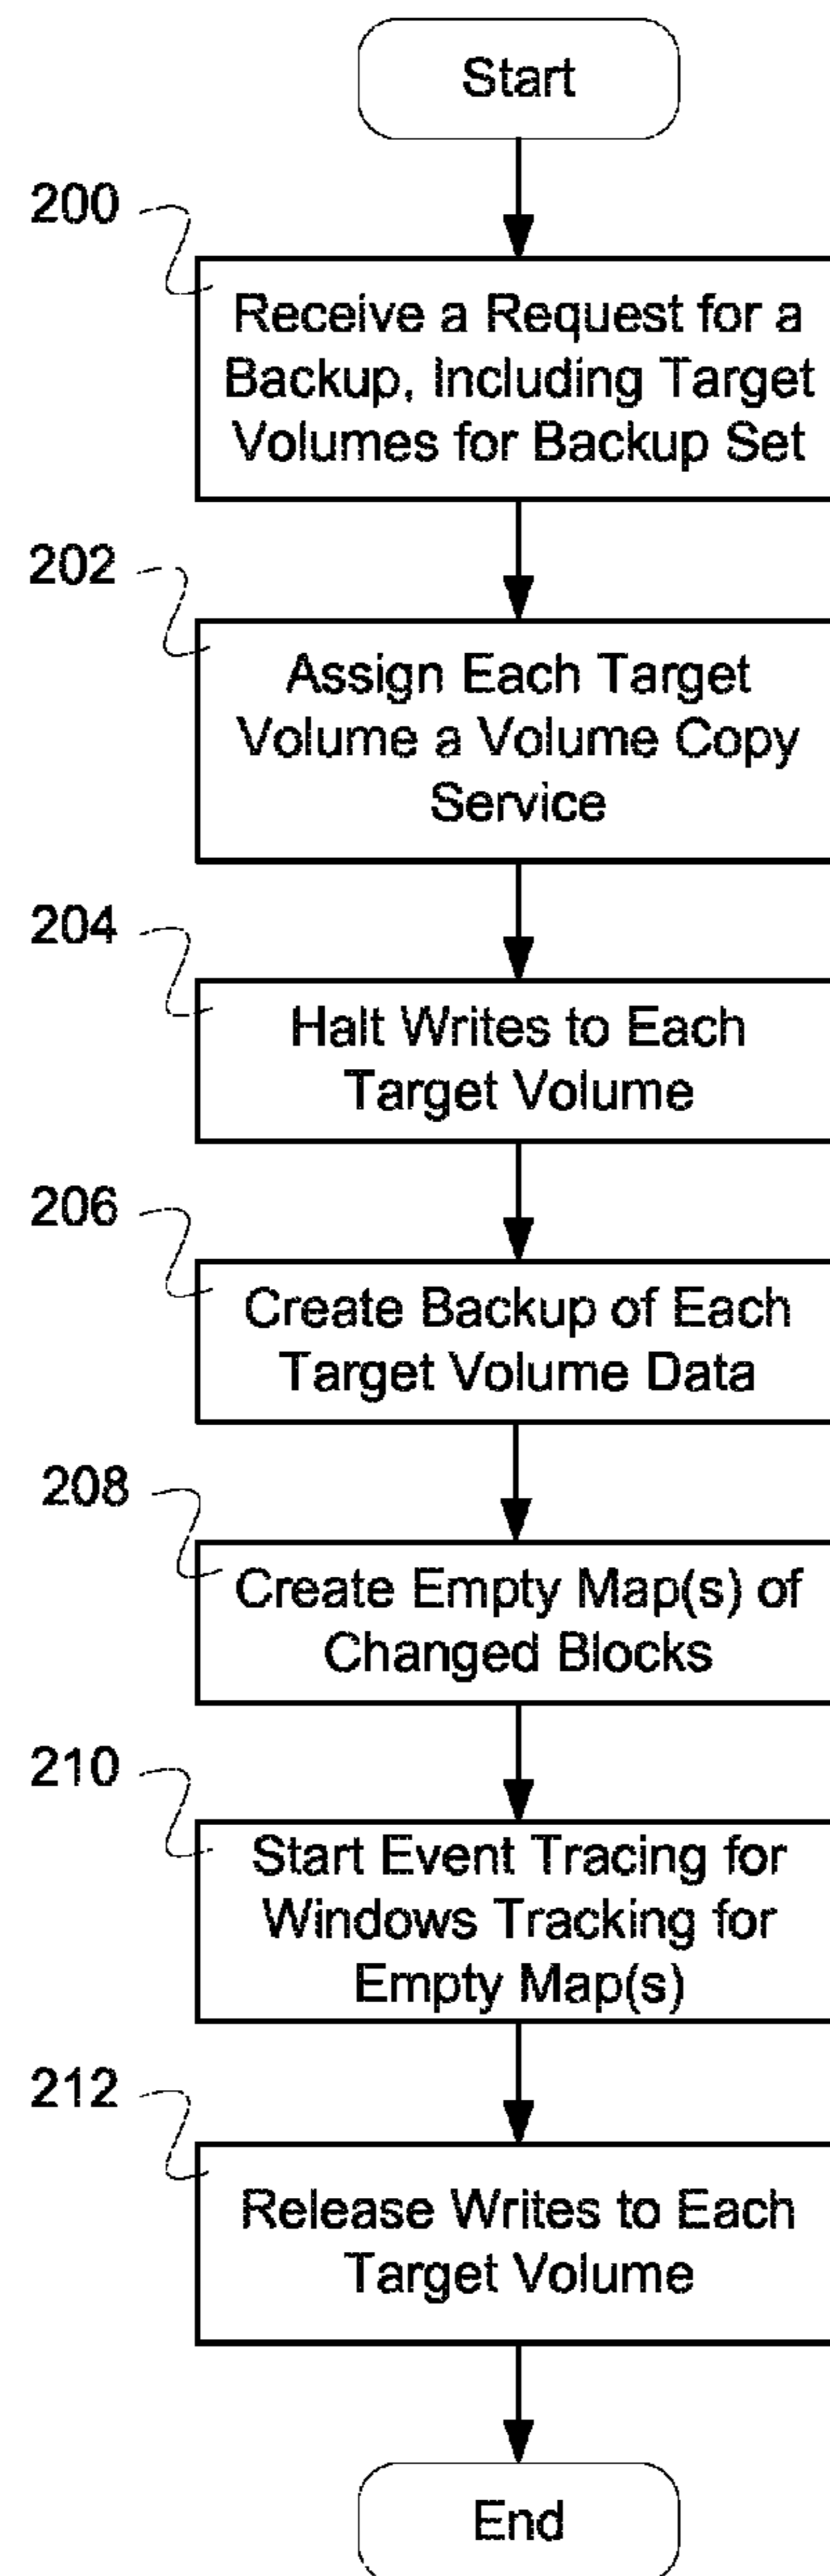 Start
200
Receive a Request for a
Backup, Including Target
Volumes for Backup Set
202
Assign Each Target
Volume a Volume Copy
Service
204
Halt Writes to Each
Target Volume
206
Create Backup of Each
Target Volume Data
208
Create Empty Map(s) of
Changed Blocks
210
Start Event Tracing for
Windows Tracking for
Empty Map(s)
212
Release Writes to Each
Target Volume
End